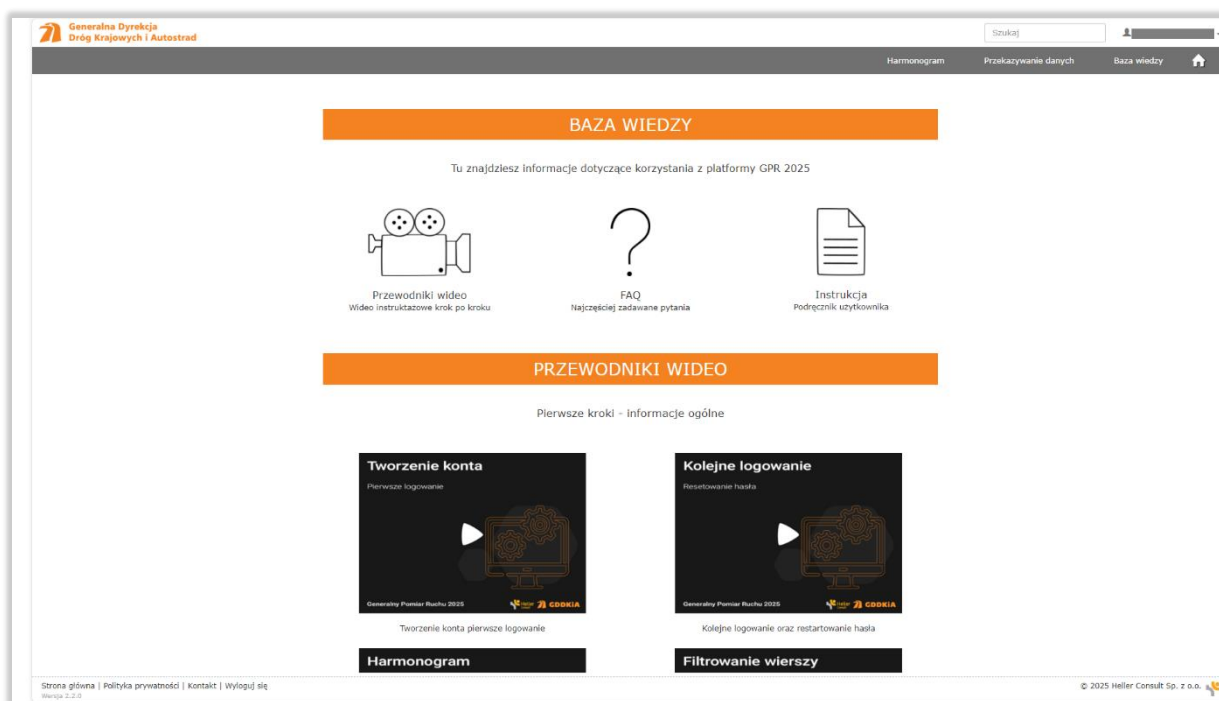 Generalna Dyrekcja
Dróg Krajowych i Autostrad
Szukaj
Harmonogram Przekazywanie danych Baza wiedzy
BAZA WIEDZY
Tu znajdziesz informacje dotyczące korzystania z platformy GPR 2025
Przewodniki wideo FAQ Instrukcja
Wideo instruktażowe krok po kroku Najczęściej zadawane pytania Podręcznik użytkownika
PRZEWODNIKI WIDEO
Pierwsze kroki - informacje ogólne
Tworzenie konta
Pierwsze logowanie
Generalny Pomiar Ruchu 2025 Heller Consult GDDKiA
Tworzenie konta pierwsze logowanie
Kolejne logowanie
Resetowanie hasła
Generalny Pomiar Ruchu 2025 Heller Consult GDDKiA
Kolejne logowanie oraz restartowanie hasła
Harmonogram Filtrowanie wierszy
Strona główna | Polityka prywatności | Kontakt | Wyloguj się
Wersja 2.2.0
© 2025 Heller Consult Sp. z o.o.